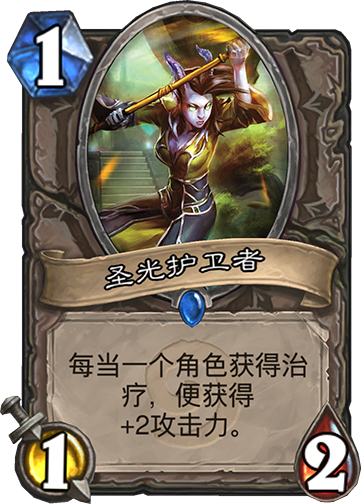 1
圣光护卫者
每当一个角色获得治
疗，便获得
+2攻击力。
1
2